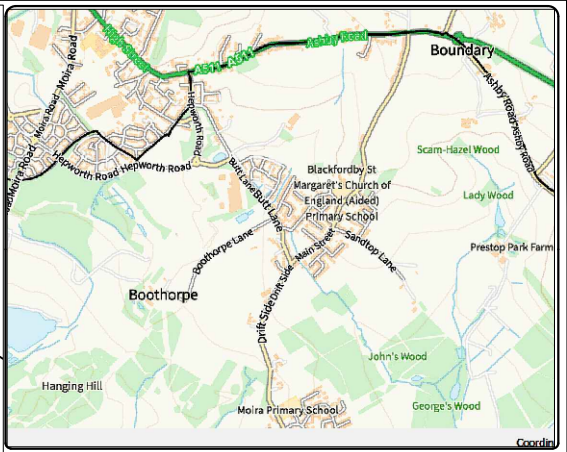 High Street
A511
A511
Ashby Road
Boundary
Moira Road
Moira Road
Moira Road
Hepworth Road
Ashby Road
Ashby Road
Scam-Hazel Wood
Hepworth Road
Hepworth Road
Butt Lane
Butt Lane
Blackfordby St
Margaret's Church of
England (Aided)
Primary School
Lady Wood
Boothorpe Lane
Main Street
Sandtop Lane
Prestop Park Farm
Boothorpe
Drift Side
Drift Side
John's Wood
Hanging Hill
Moira Primary School
George's Wood
Coordin